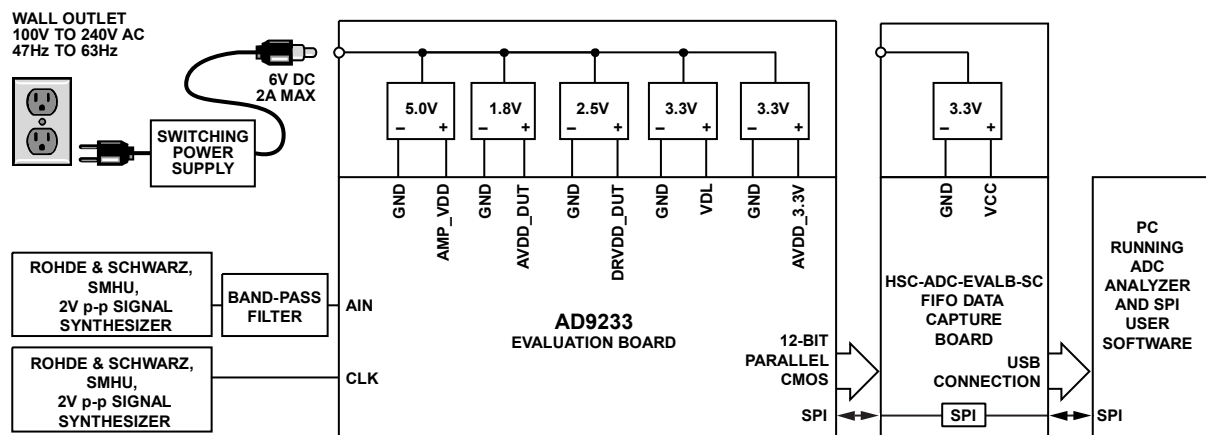 WALL OUTLET
100V TO 240V AC
47Hz TO 63Hz
6V DC
2A MAX
SWITCHING
POWER
SUPPLY
5.0V
1.8V
2.5V
3.3V
3.3V
3.3V
– +
– +
– +
– +
– +
– +
GND
AMP_VDD
GND
AVDD_DUT
GND
DRVDD_DUT
GND
VDL
GND
AVDD_3.3V
GND
VCC
ROHDE & SCHWARZ,
SMHU,
2V p-p SIGNAL
SYNTHESIZER
BAND-PASS
FILTER
AIN
ROHDE & SCHWARZ,
SMHU,
2V p-p SIGNAL
SYNTHESIZER
CLK
AD9233
EVALUATION BOARD
12-BIT
PARALLEL
CMOS
SPI
HSC-ADC-EVALB-SC
FIFO DATA
CAPTURE
BOARD
USB
CONNECTION
SPI
PC
RUNNING
ADC
ANALYZER
AND SPI
USER
SOFTWARE
SPI